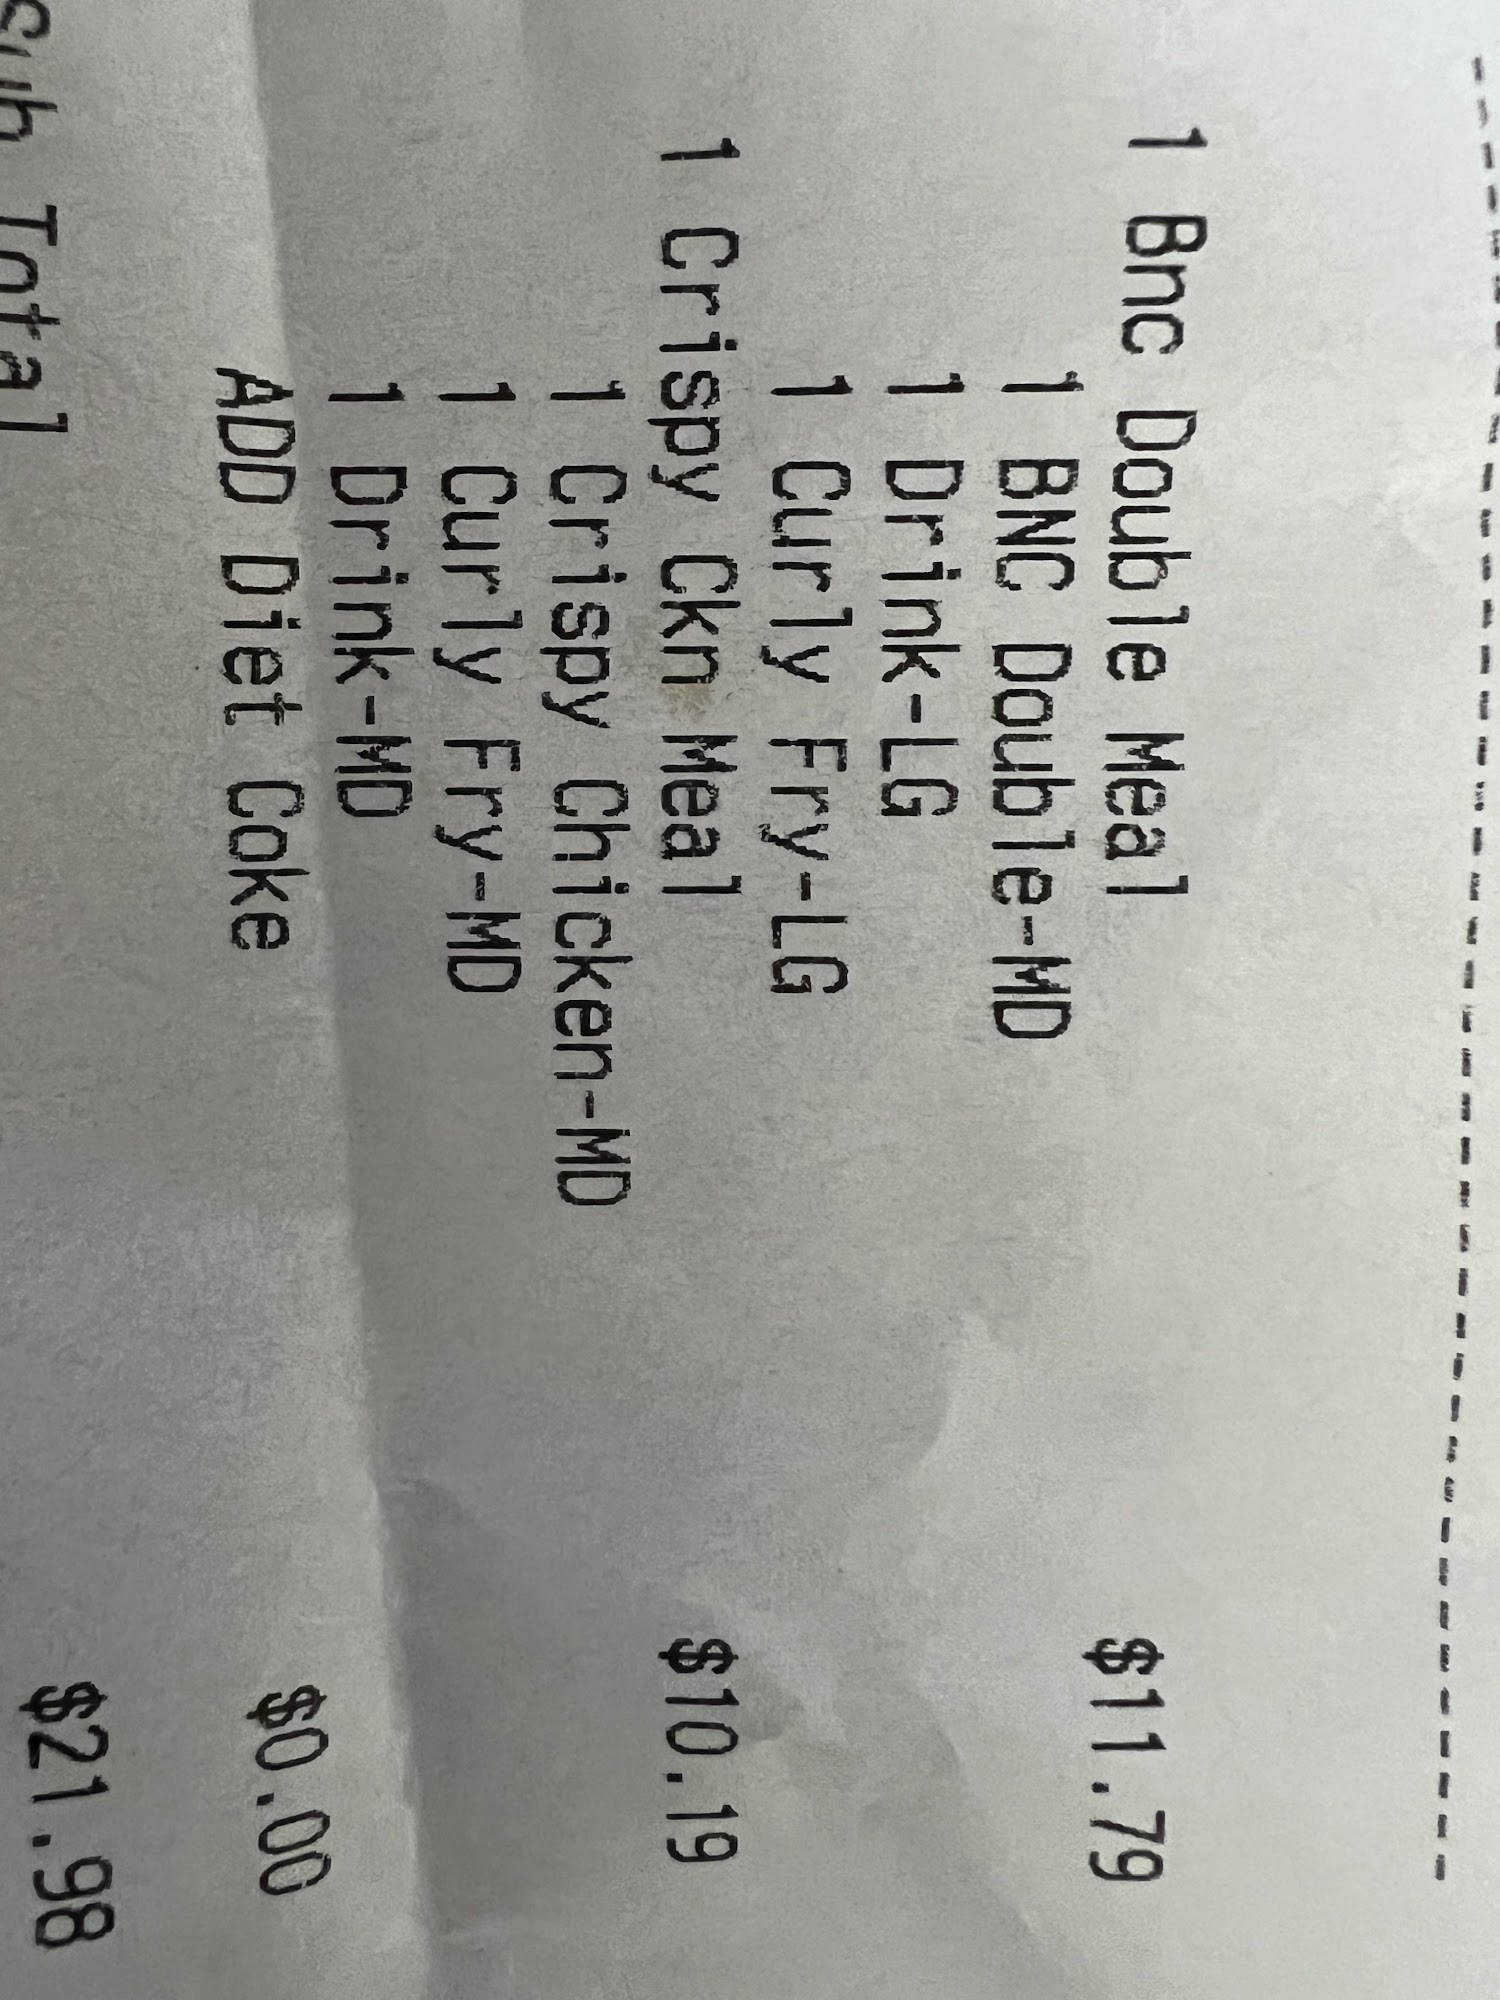 1 Bnc Double Meal $11.79
1 BNC Double-MD
1 Drink-LG
1 Curly Fry-LG
1 Crispy Ckn Meal $10.19
1 Crispy Chicken-MD
1 Curly Fry-MD
1 Drink-MD
ADD Diet Coke $0.00
Sub Total $21.98